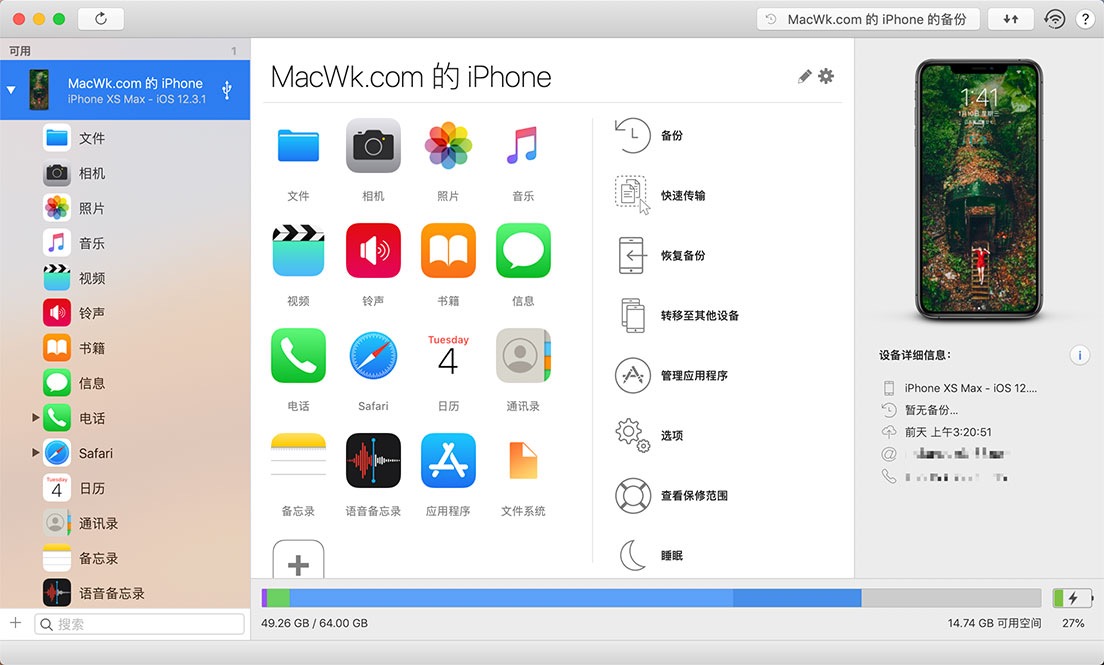 MacWk.com 的 iPhone 的备份
?
可用
1
MacWk.com 的 iPhone
iPhone XS Max - iOS 12.3.1
文件
相机
照片
音乐
视频
铃声
书籍
信息
电话
Safari
Tuesday
4
日历
通讯录
备忘录
语音备忘录
搜索
MacWk.com 的 iPhone
文件
相机
照片
音乐
视频
铃声
书籍
信息
Tuesday
4
电话
Safari
日历
通讯录
备忘录
语音备忘录
应用程序
文件系统
备份
快速传输
恢复备份
转移至其他设备
管理应用程序
选项
查看保修范围
睡眠
1:41
1月10日 星期三
设备详细信息:
i
iPhone XS Max - iOS 12....
暂无备份...
前天 上午3:20:51
49.26 GB / 64.00 GB
14.74 GB 可用空间
27%